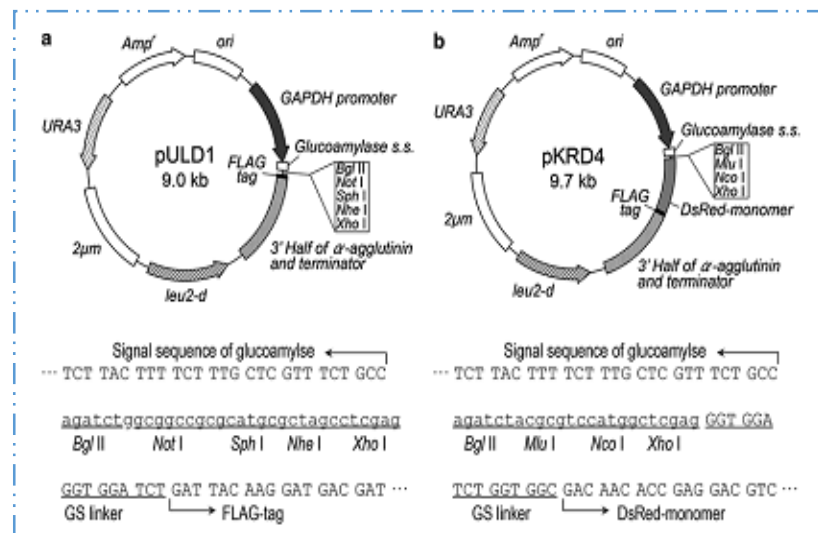 a
Ampʳ
ori
GAPDH promoter
URA3
pULD1
9.0 kb
Glucoamylase s.s.
FLAG
tag
Bgl II
Not I
Sph I
Nhe I
Xho I
2μm
3' Half of α-agglutinin
and terminator
leu2-d
Signal sequence of glucoamylse
··· TCT TAC TTT TCT TTG CTC GTT TCT GCC
agatctggcggccgcgcatgcgctagcctcgag
Bgl II Not I Sph I Nhe I Xho I
GGT GGA TCT GAT TAC AAG GAT GAC GAT ···
GS linker FLAG-tag
b
Ampʳ
ori
GAPDH promoter
URA3
pKRD4
9.7 kb
Glucoamylase s.s.
Bgl II
Mlu I
Nco I
Xho I
FLAG
tag
DsRed-monomer
2μm
3' Half of α-agglutinin
and terminator
leu2-d
Signal sequence of glucoamylse
··· TCT TAC TTT TCT TTG CTC GTT TCT GCC
agatctacgcgtccatggctcgag GGT GGA
Bgl II Mlu I Nco I Xho I
TCT GGT GGC GAC AAC ACC GAG GAC GTC ···
GS linker DsRed-monomer